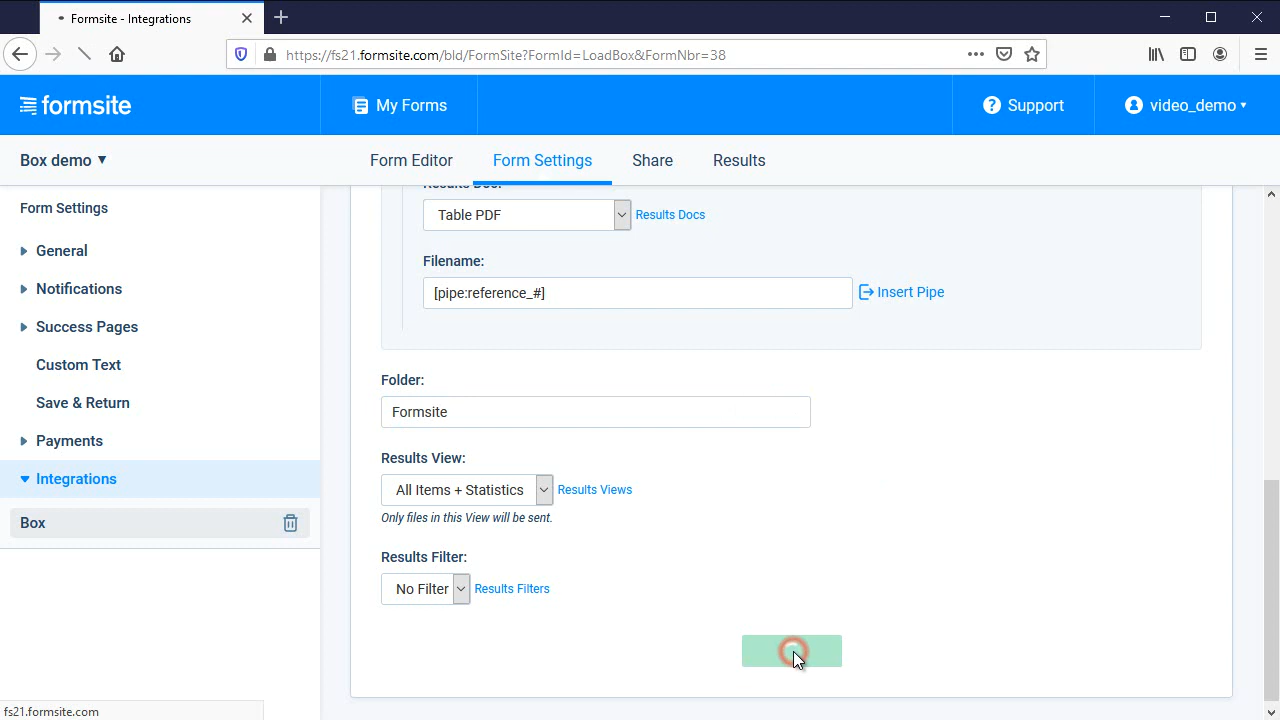 Formsite - Integrations
https://fs21.formsite.com/bld/FormSite?FormId=LoadBox&FormNbr=38
formsite
My Forms
Support
video_demo
Box demo
Form Editor
Form Settings
Share
Results
Form Settings
General
Notifications
Success Pages
Custom Text
Save & Return
Payments
Integrations
Box
Results Doc:
Table PDF
Results Docs
Filename:
[pipe:reference_#]
Insert Pipe
Folder:
Formsite
Results View:
All Items + Statistics
Results Views
Only files in this View will be sent.
Results Filter:
No Filter
Results Filters
fs21.formsite.com